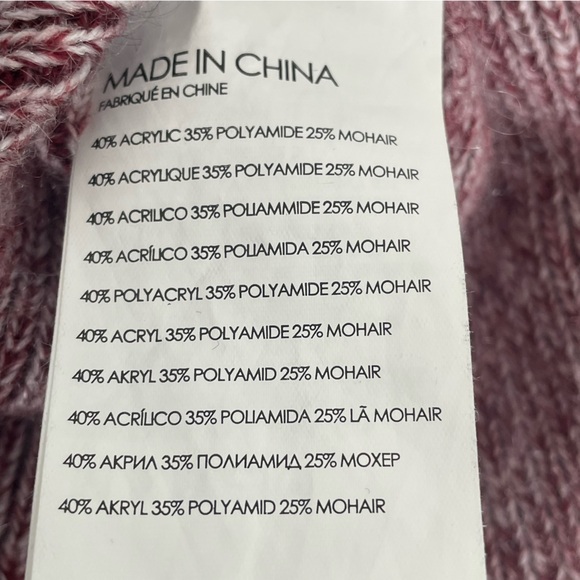 MADE IN CHINA
FABRIQUÉ EN CHINE
40% ACRYLIC 35% POLYAMIDE 25% MOHAIR
40% ACRYLIQUE 35% POLYAMIDE 25% MOHAIR
40% ACRILICO 35% POLIAMMIDE 25% MOHAIR
40% ACRÍLICO 35% POLIAMIDA 25% MOHAIR
40% POLYACRYL 35% POLYAMIDE 25% MOHAIR
40% ACRYL 35% POLYAMIDE 25% MOHAIR
40% AKRYL 35% POLYAMID 25% MOHAIR
40% ACRÍLICO 35% POLIAMIDA 25% LÃ MOHAIR
40% АКРИЛ 35% ПОЛИАМИД 25% МОХЕР
40% AKRYL 35% POLYAMID 25% MOHAIR